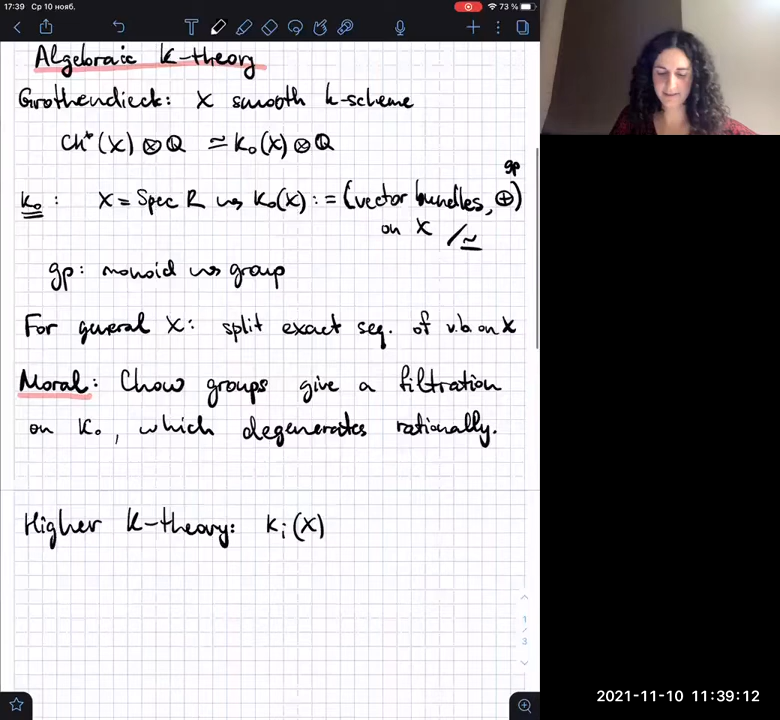 17:39 Ср 10 нояб.
73 %
Algebraic K-theory
Grothendieck: X smooth k-scheme
CH*(X) ⊗ Q ≃ K₀(X) ⊗ Q
K₀: X = Spec R ⇝ K₀(X) := (vector bundles on X /≃, ⊕)^gp
gp: monoid ⇝ group
For general X: split exact seq. of v.b. on X
Moral: Chow groups give a filtration
on K₀, which degenerates rationally.
Higher K-theory: Kᵢ(X)
1
3
2021-11-10 11:39:12